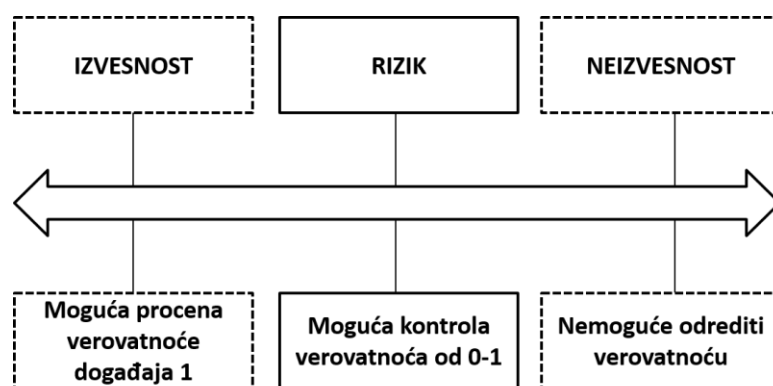 IZVESNOST
RIZIK
NEIZVESNOST
Moguća procena
verovatnoće
događaja 1
Moguća kontrola
verovatnoća od 0-1
Nemoguće odrediti
verovatnoću